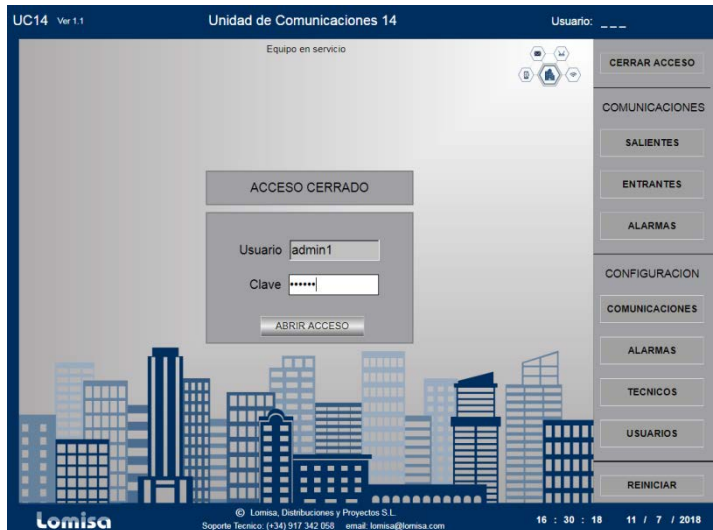 UC14 Ver 1.1
Unidad de Comunicaciones 14
Usuario: _ _ _
Equipo en servicio
CERRAR ACCESO
COMUNICACIONES
SALIENTES
ENTRANTES
ALARMAS
CONFIGURACION
COMUNICACIONES
ALARMAS
TECNICOS
USUARIOS
REINICIAR
ACCESO CERRADO
Usuario admin1
Clave ••••••
ABRIR ACCESO
Lomisa
© Lomisa, Distribuciones y Proyectos S.L.
Soporte Tecnico: (+34) 917 342 058 email: lomisa@lomisa.com
16 : 30 : 18 11 / 7 / 2018